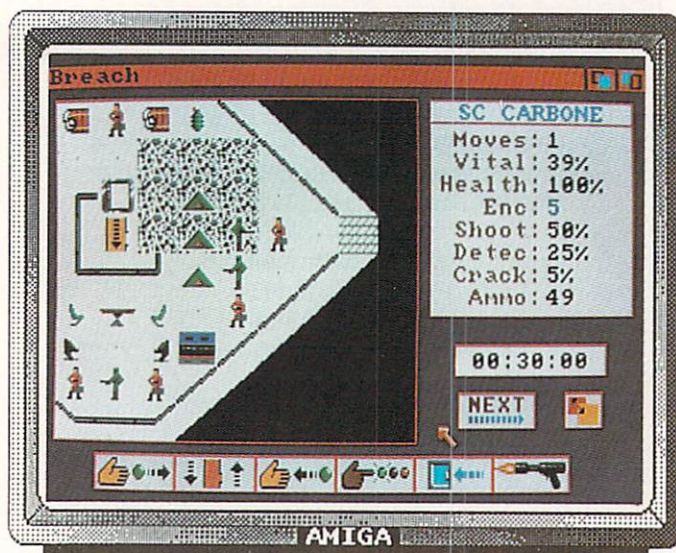 Breach
SC CARBONE
Moves: 1
Vital: 39%
Health: 100%
Enc: 5
Shoot: 50%
Detec: 25%
Crack: 5%
Ammo: 49
00:30:00
NEXT
AMIGA